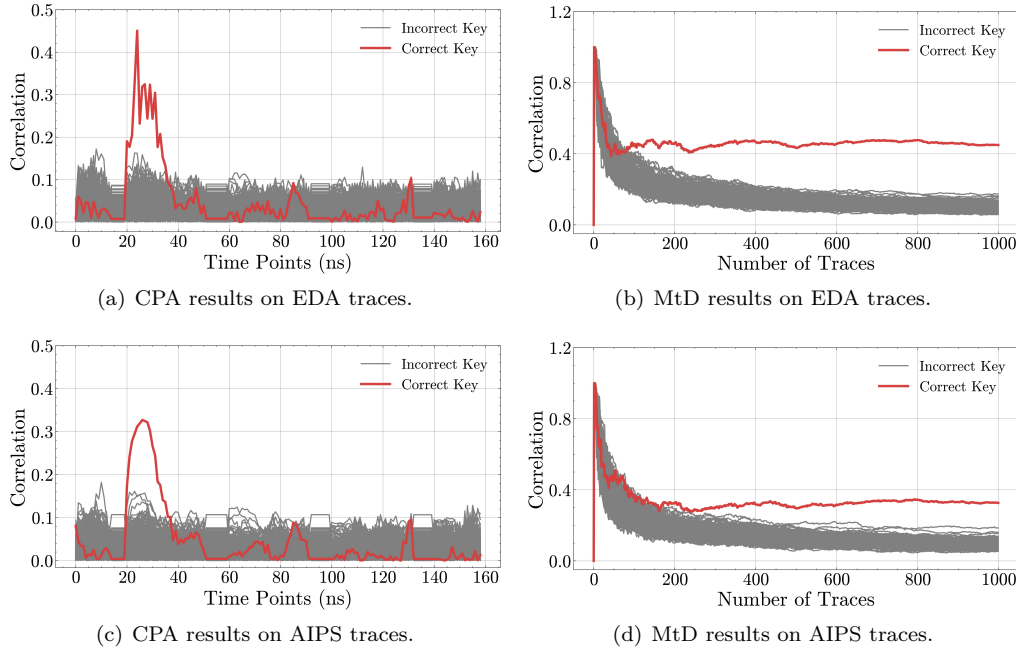 0.5
0.4
0.3
0.2
0.1
0.0
Correlation
Incorrect Key
Correct Key
0 20 40 60 80 100 120 140 160
Time Points (ns)
(a) CPA results on EDA traces.
1.2
0.8
0.4
0.0
Correlation
Incorrect Key
Correct Key
0 200 400 600 800 1000
Number of Traces
(b) MtD results on EDA traces.
0.5
0.4
0.3
0.2
0.1
0.0
Correlation
Incorrect Key
Correct Key
0 20 40 60 80 100 120 140 160
Time Points (ns)
(c) CPA results on AIPS traces.
1.2
0.8
0.4
0.0
Correlation
Incorrect Key
Correct Key
0 200 400 600 800 1000
Number of Traces
(d) MtD results on AIPS traces.